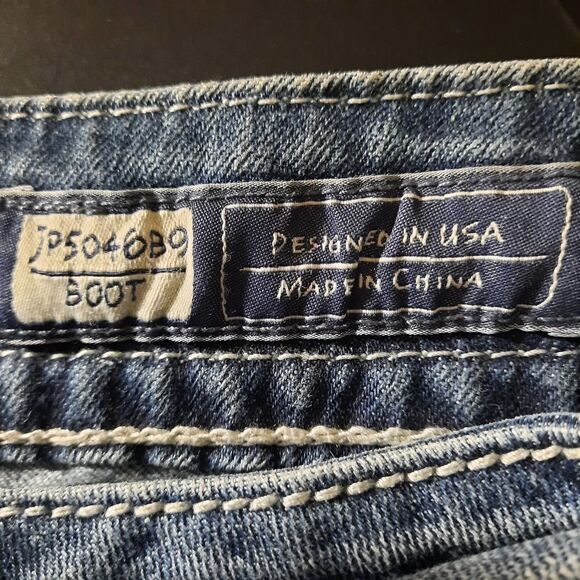 JP5046B9
BOOT
DESIGNED IN USA
MADE IN CHINA